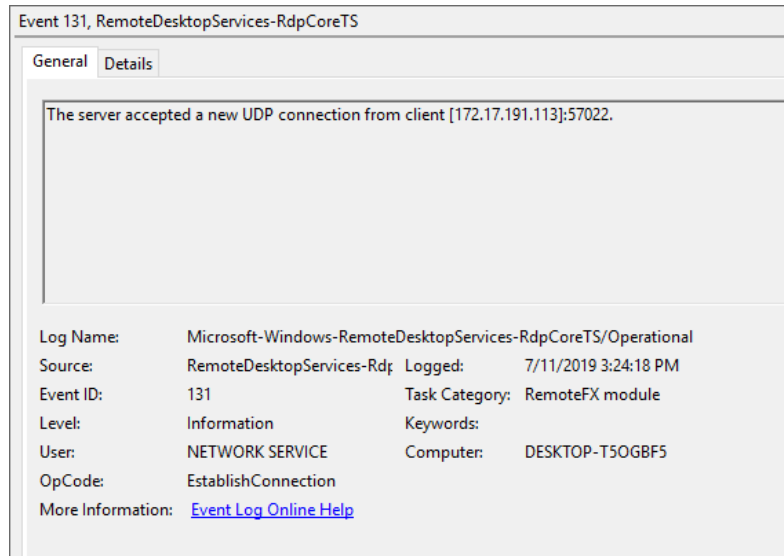 Event 131, RemoteDesktopServices-RdpCoreTS
General Details
The server accepted a new UDP connection from client [172.17.191.113]:57022.
Log Name: Microsoft-Windows-RemoteDesktopServices-RdpCoreTS/Operational
Source: RemoteDesktopServices-Rdp Logged: 7/11/2019 3:24:18 PM
Event ID: 131 Task Category: RemoteFX module
Level: Information Keywords:
User: NETWORK SERVICE Computer: DESKTOP-T5OGBF5
OpCode: EstablishConnection
More Information: Event Log Online Help